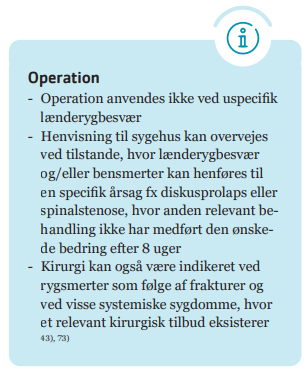 Operation
- Operation anvendes ikke ved uspecifik
lænderygbesvær
- Henvisning til sygehus kan overvejes
ved tilstande, hvor lænderygbesvær
og/eller bensmerter kan henføres til
en specifik årsag fx diskusprolaps eller
spinalstenose, hvor anden relevant be-
handling ikke har medført den ønske-
de bedring efter 8 uger
- Kirurgi kan også være indikeret ved
rygsmerter som følge af frakturer og
ved visse systemiske sygdomme, hvor
et relevant kirurgisk tilbud eksisterer
43), 73)